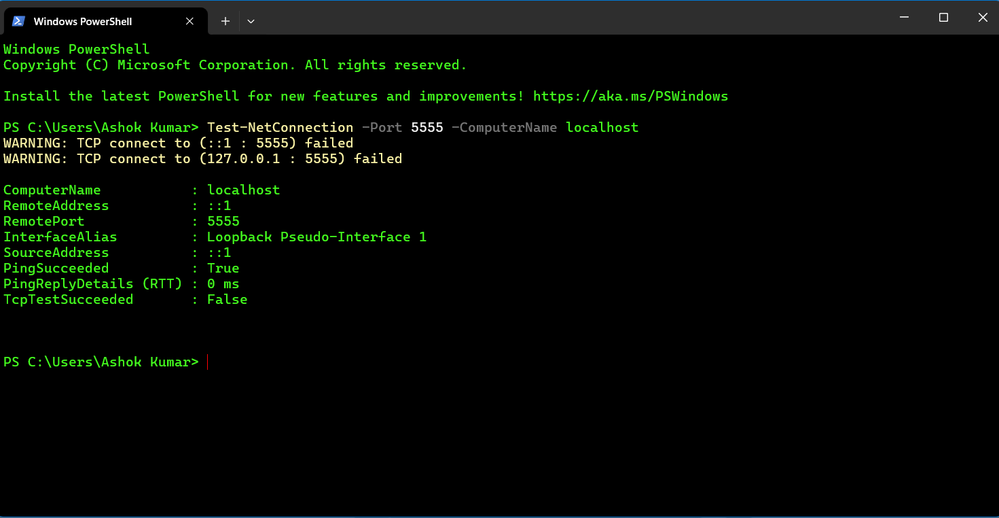 Windows PowerShell
Windows PowerShell
Copyright (C) Microsoft Corporation. All rights reserved.
Install the latest PowerShell for new features and improvements! https://aka.ms/PSWindows
PS C:\Users\Ashok Kumar> Test-NetConnection -Port 5555 -ComputerName localhost
WARNING: TCP connect to (::1 : 5555) failed
WARNING: TCP connect to (127.0.0.1 : 5555) failed
ComputerName           : localhost
RemoteAddress          : ::1
RemotePort             : 5555
InterfaceAlias         : Loopback Pseudo-Interface 1
SourceAddress          : ::1
PingSucceeded          : True
PingReplyDetails (RTT) : 0 ms
TcpTestSucceeded       : False
PS C:\Users\Ashok Kumar>